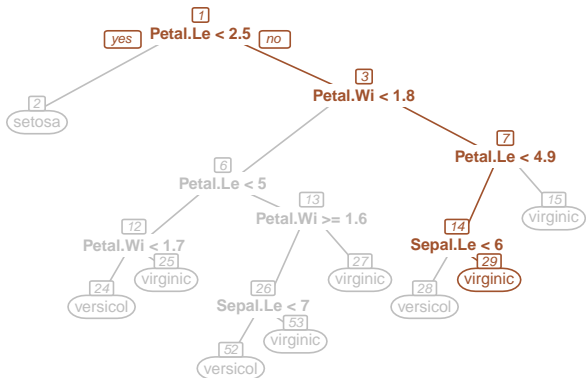 1
Petal.Le < 2.5
yes
no
2
setosa
3
Petal.Wi < 1.8
6
Petal.Le < 5
7
Petal.Le < 4.9
12
Petal.Wi < 1.7
13
Petal.Wi >= 1.6
14
Sepal.Le < 6
15
virginic
24
versicol
25
virginic
26
Sepal.Le < 7
27
virginic
28
versicol
29
virginic
52
versicol
53
virginic